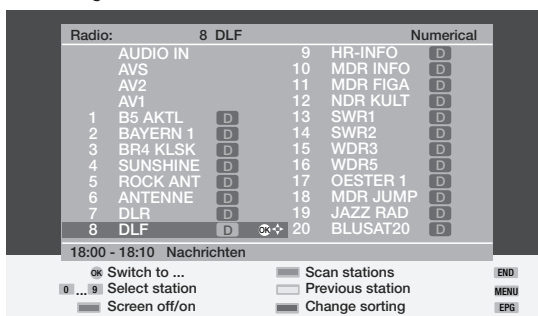 Radio: 8 DLF Numerical
AUDIO IN
AVS
AV2
AV1
1 B5 AKTL D
2 BAYERN 1 D
3 BR4 KLSK D
4 SUNSHINE D
5 ROCK ANT D
6 ANTENNE D
7 DLR D
8 DLF D OK
9 HR-INFO D
10 MDR INFO D
11 MDR FIGA D
12 NDR KULT D
13 SWR1 D
14 SWR2 D
15 WDR3 D
16 WDR5 D
17 OESTER 1 D
18 MDR JUMP D
19 JAZZ RAD D
20 BLUSAT20 D
18:00 - 18:10 Nachrichten
OK Switch to ...
0 ... 9 Select station
Screen off/on
Scan stations
Previous station
Change sorting
END
MENU
EPG